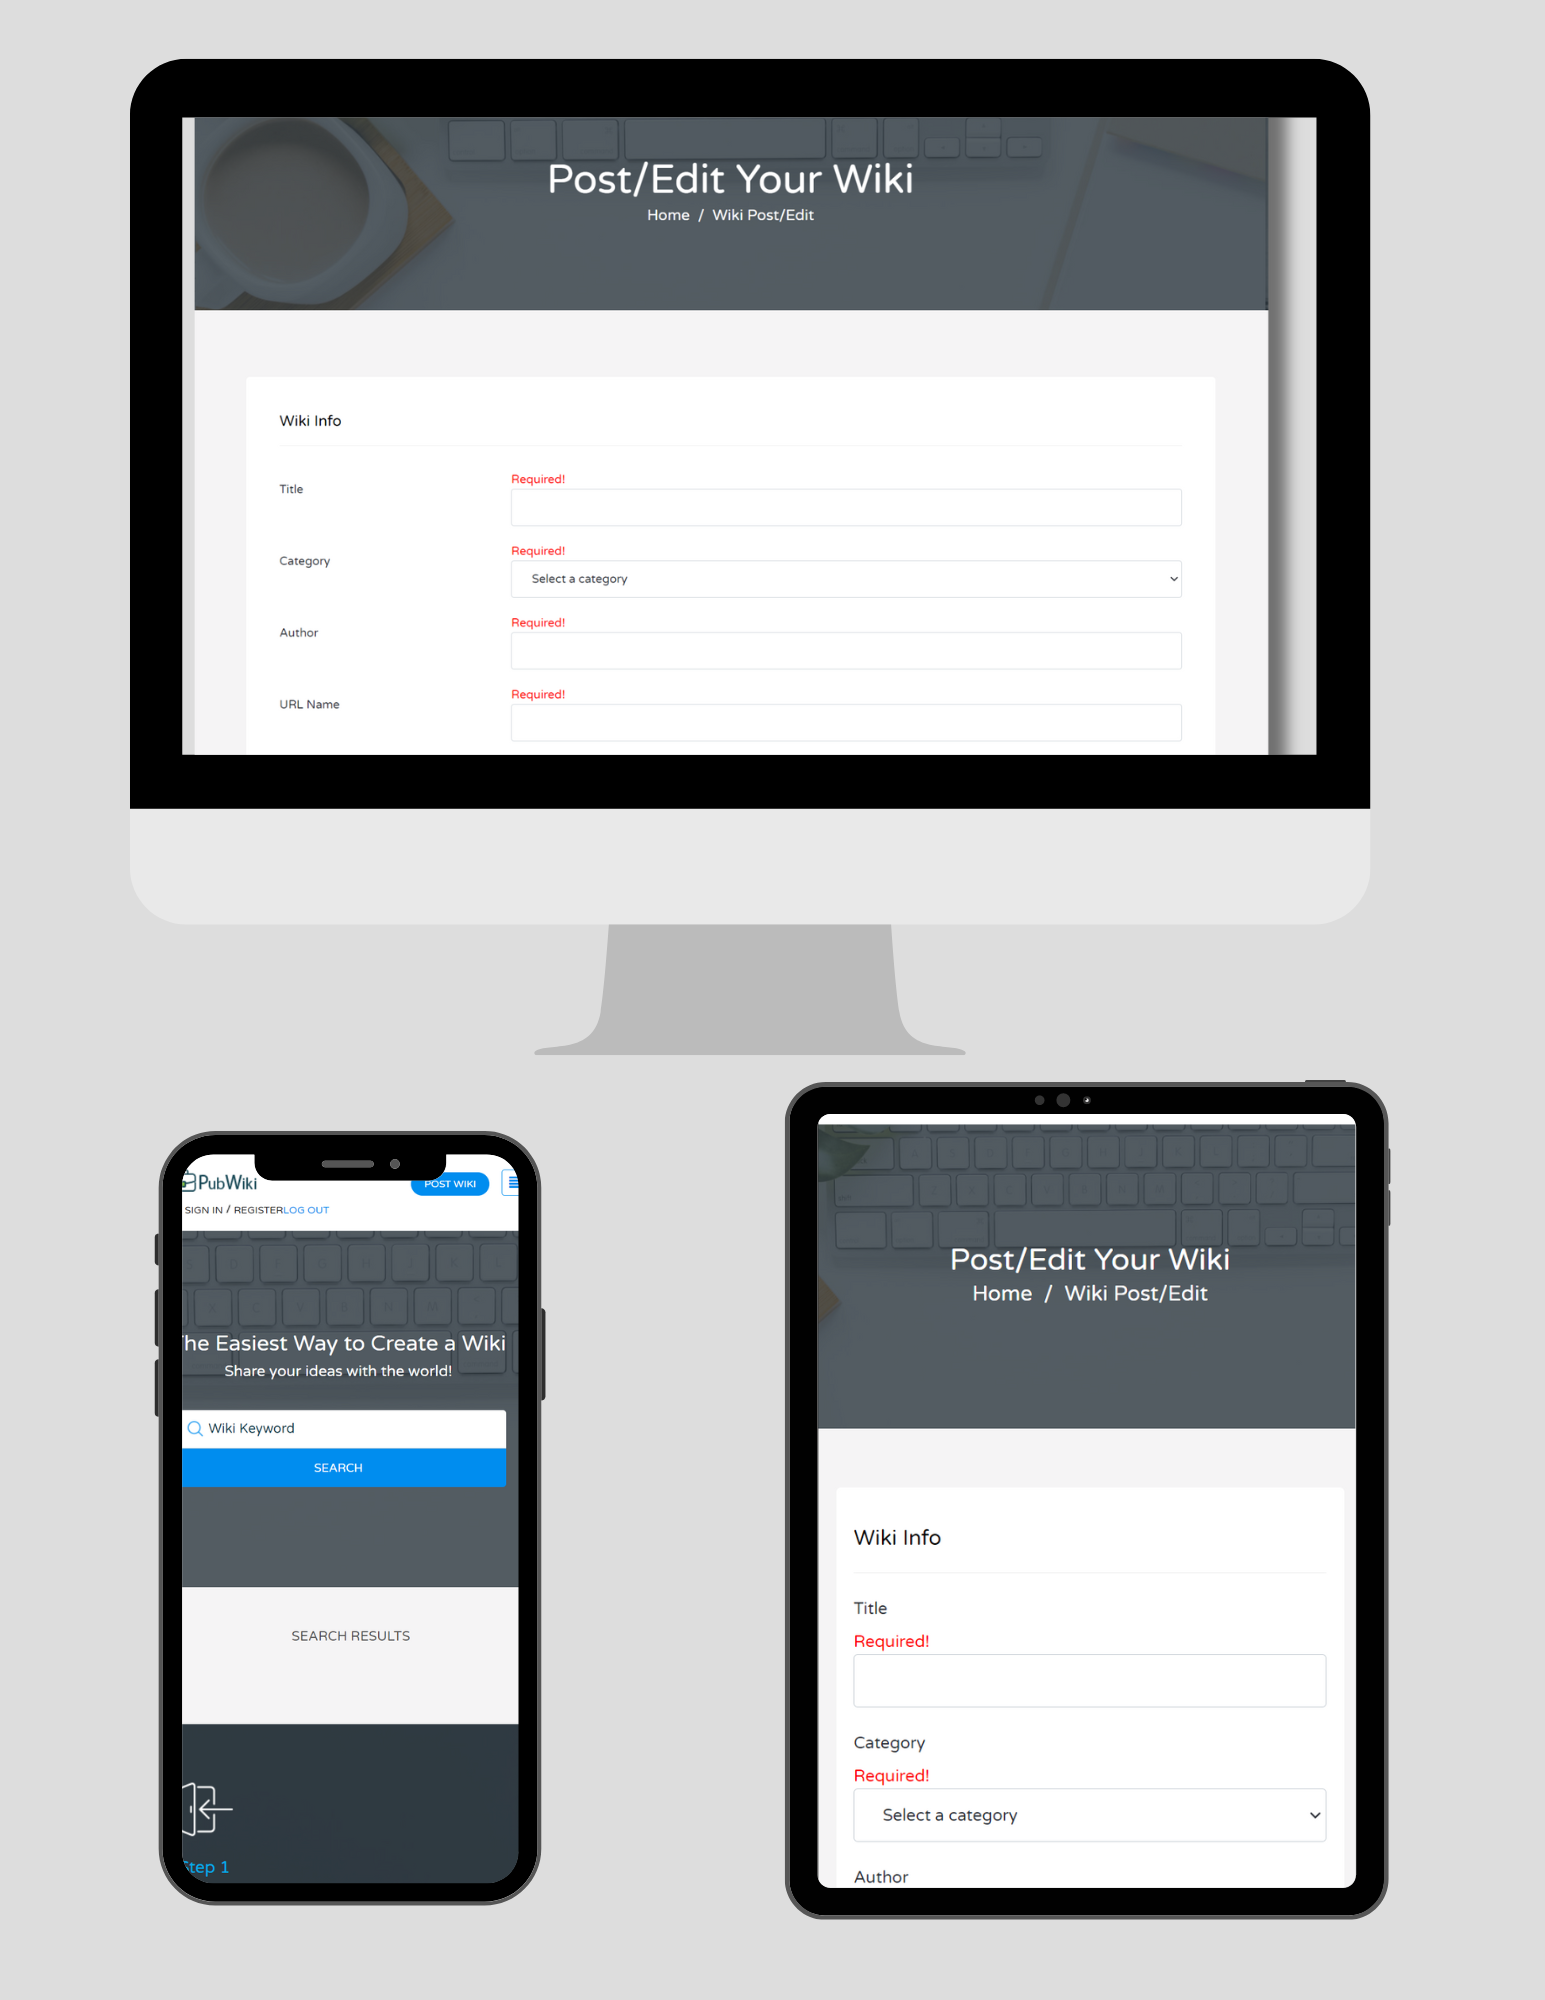 Post/Edit Your Wiki
Home / Wiki Post/Edit
Wiki Info
Title
Required!
Category
Required!
Select a category
Author
Required!
URL Name
Required!
PubWiki
POST WIKI
SIGN IN / REGISTERLOG OUT
The Easiest Way to Create a Wiki
Share your ideas with the world!
Wiki Keyword
SEARCH
SEARCH RESULTS
Step 1
Post/Edit Your Wiki
Home / Wiki Post/Edit
Wiki Info
Title
Required!
Category
Required!
Select a category
Author